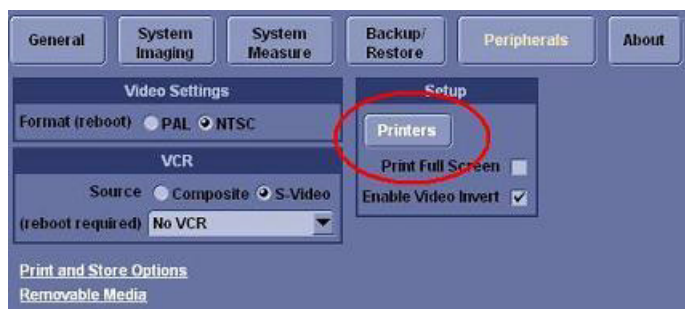 General
System Imaging
System Measure
Backup/ Restore
Peripherals
About
Video Settings
Format (reboot) PAL NTSC
VCR
Source Composite S-Video
(reboot required) No VCR
Setup
Printers
Print Full Screen
Enable Video Invert
Print and Store Options
Removable Media